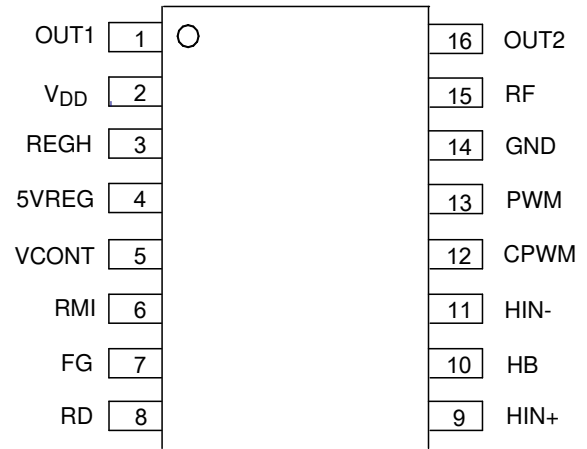 OUT1 1 16 OUT2
VDD 2 15 RF
REGH 3 14 GND
5VREG 4 13 PWM
VCONT 5 12 CPWM
RMI 6 11 HIN-
FG 7 10 HB
RD 8 9 HIN+